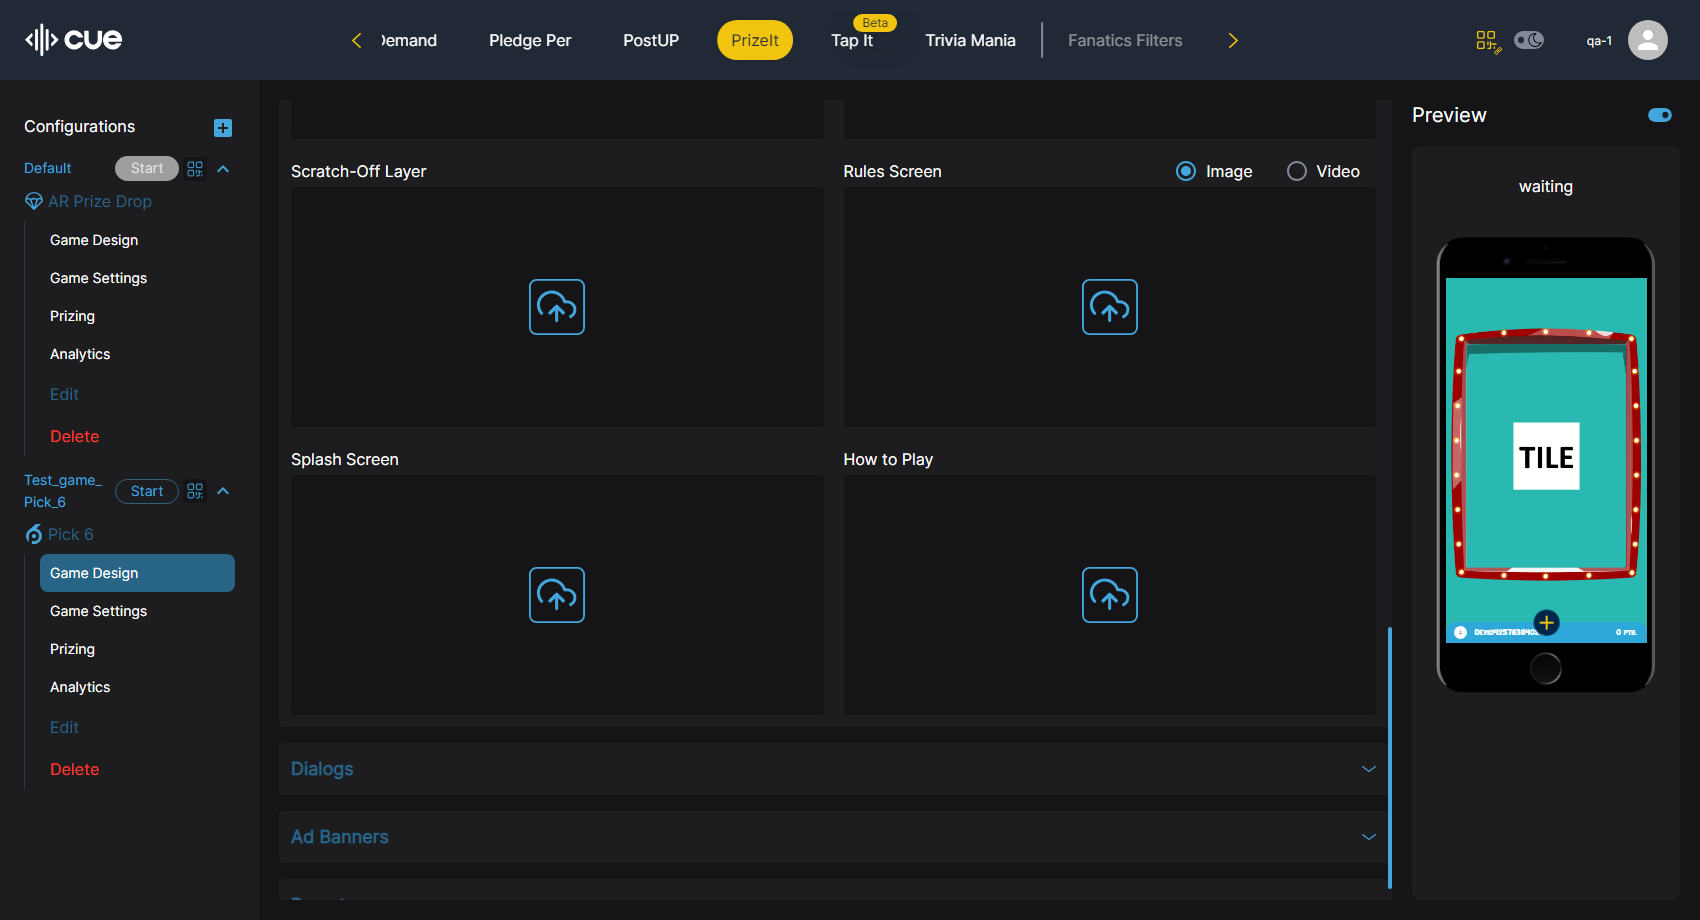 cue
Demand
Pledge Per
PostUP
PrizeIt
Beta
Tap It
Trivia Mania
Fanatics Filters
qa-1
Configurations
Default
Start
AR Prize Drop
Game Design
Game Settings
Prizing
Analytics
Edit
Delete
Test_game_
Pick_6
Start
Pick 6
Game Design
Game Settings
Prizing
Analytics
Edit
Delete
Scratch-Off Layer
Rules Screen
Image
Video
Splash Screen
How to Play
Dialogs
Ad Banners
Preview
waiting
TILE
0 PTS.